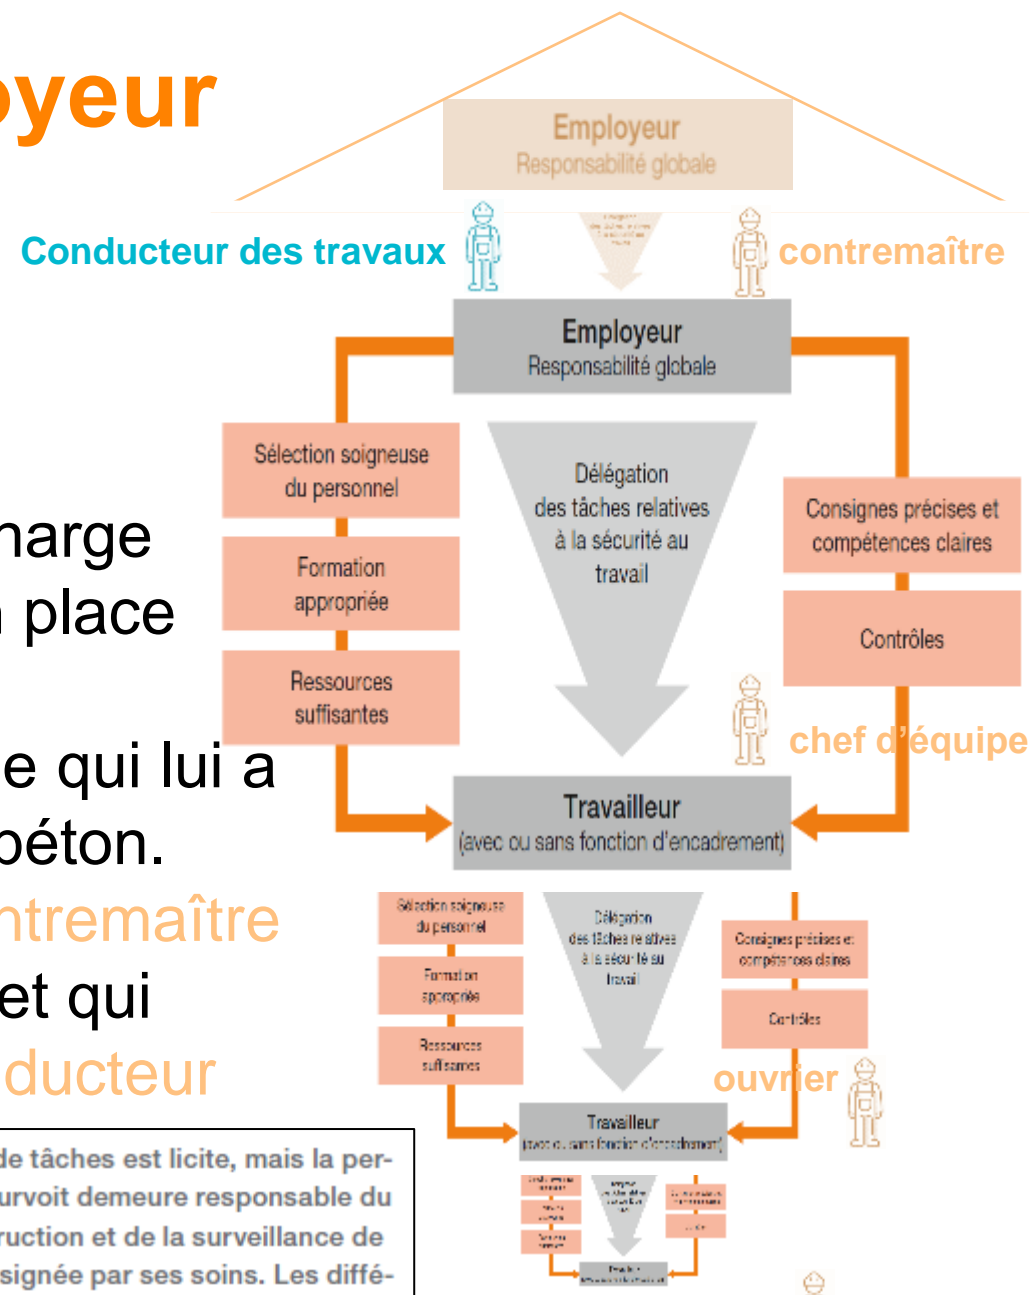 oyeur
Employeur
Responsabilité globale
Conducteur des travaux
contremaître
Employeur
Responsabilité globale
Sélection soigneuse
du personnel
Formation
appropriée
Ressources
suffisantes
Délégation
des tâches relatives
à la sécurité au
travail
Consignes précises et
compétences claires
Contrôles
harge
place
e qui lui a
béton.
ntremaître
et qui
ducteur
chef d'équipe
Travailleur
(avec ou sans fonction d'encadrement)
Sélection soigneuse
du personnel
Formation
appropriée
Ressources
suffisantes
Délégation
des tâches relatives
à la sécurité au
travail
Consignes précises et
compétences claires
Contrôles
ouvrier
Travailleur
(avec ou sans fonction d'encadrement)
de tâches est licite, mais la per-
urvoit demeure responsable du
ruction et de la surveillance de
signée par ses soins. Les diffé-